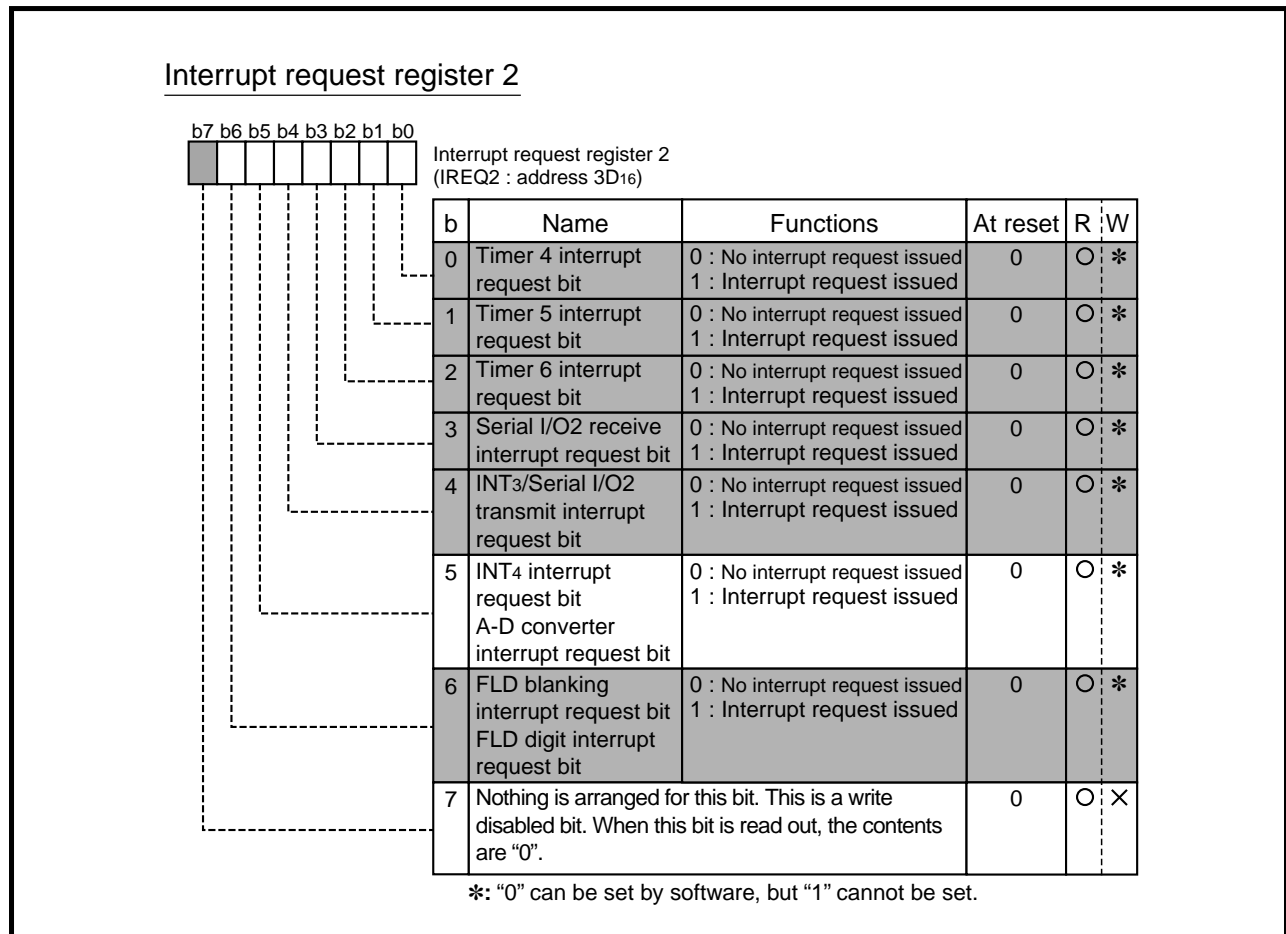 Interrupt request register 2
b7 b6 b5 b4 b3 b2 b1 b0
Interrupt request register 2
(IREQ2 : address 3D16)
b Name Functions At reset R W
0 Timer 4 interrupt request bit 0 : No interrupt request issued 0 ○ ✻
1 : Interrupt request issued
1 Timer 5 interrupt request bit 0 : No interrupt request issued 0 ○ ✻
1 : Interrupt request issued
2 Timer 6 interrupt request bit 0 : No interrupt request issued 0 ○ ✻
1 : Interrupt request issued
3 Serial I/O2 receive interrupt request bit 0 : No interrupt request issued 0 ○ ✻
1 : Interrupt request issued
4 INT3/Serial I/O2 transmit interrupt request bit 0 : No interrupt request issued 0 ○ ✻
1 : Interrupt request issued
5 INT4 interrupt request bit A-D converter interrupt request bit 0 : No interrupt request issued 0 ○ ✻
1 : Interrupt request issued
6 FLD blanking interrupt request bit FLD digit interrupt request bit 0 : No interrupt request issued 0 ○ ✻
1 : Interrupt request issued
7 Nothing is arranged for this bit. This is a write 0 ○ ×
disabled bit. When this bit is read out, the contents
are “0”.
✻: “0” can be set by software, but “1” cannot be set.